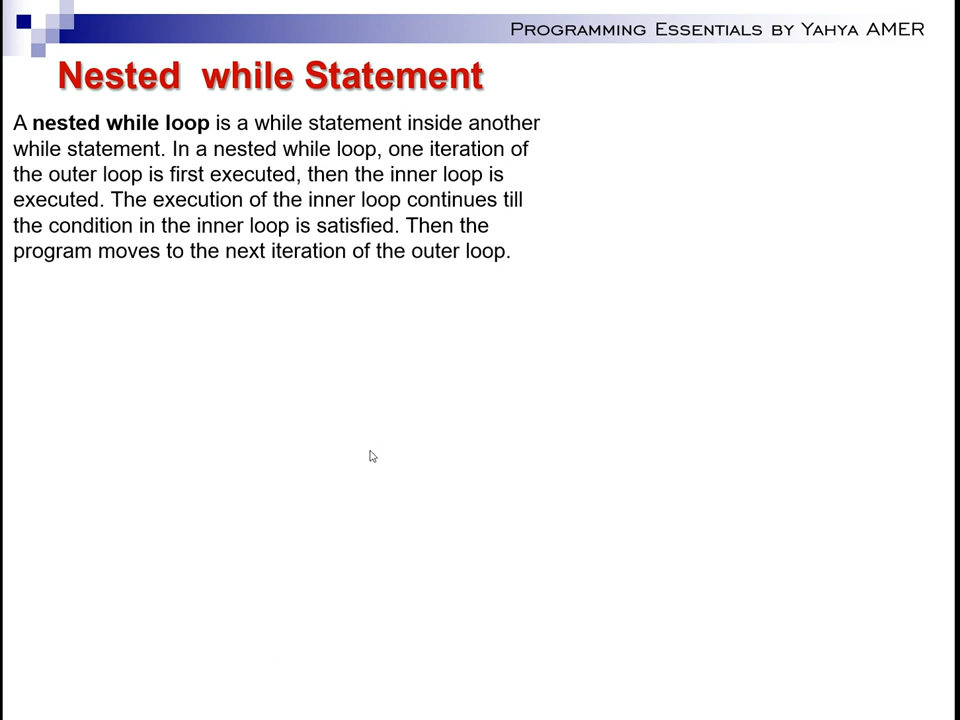 Programming Essentials by Yahya AMER
Nested while Statement
A nested while loop is a while statement inside another
while statement. In a nested while loop, one iteration of
the outer loop is first executed, then the inner loop is
executed. The execution of the inner loop continues till
the condition in the inner loop is satisfied. Then the
program moves to the next iteration of the outer loop.